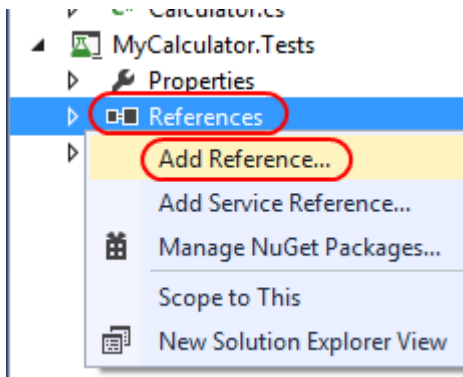 Calculator.cs
MyCalculator.Tests
Properties
References
Add Reference...
Add Service Reference...
Manage NuGet Packages...
Scope to This
New Solution Explorer View